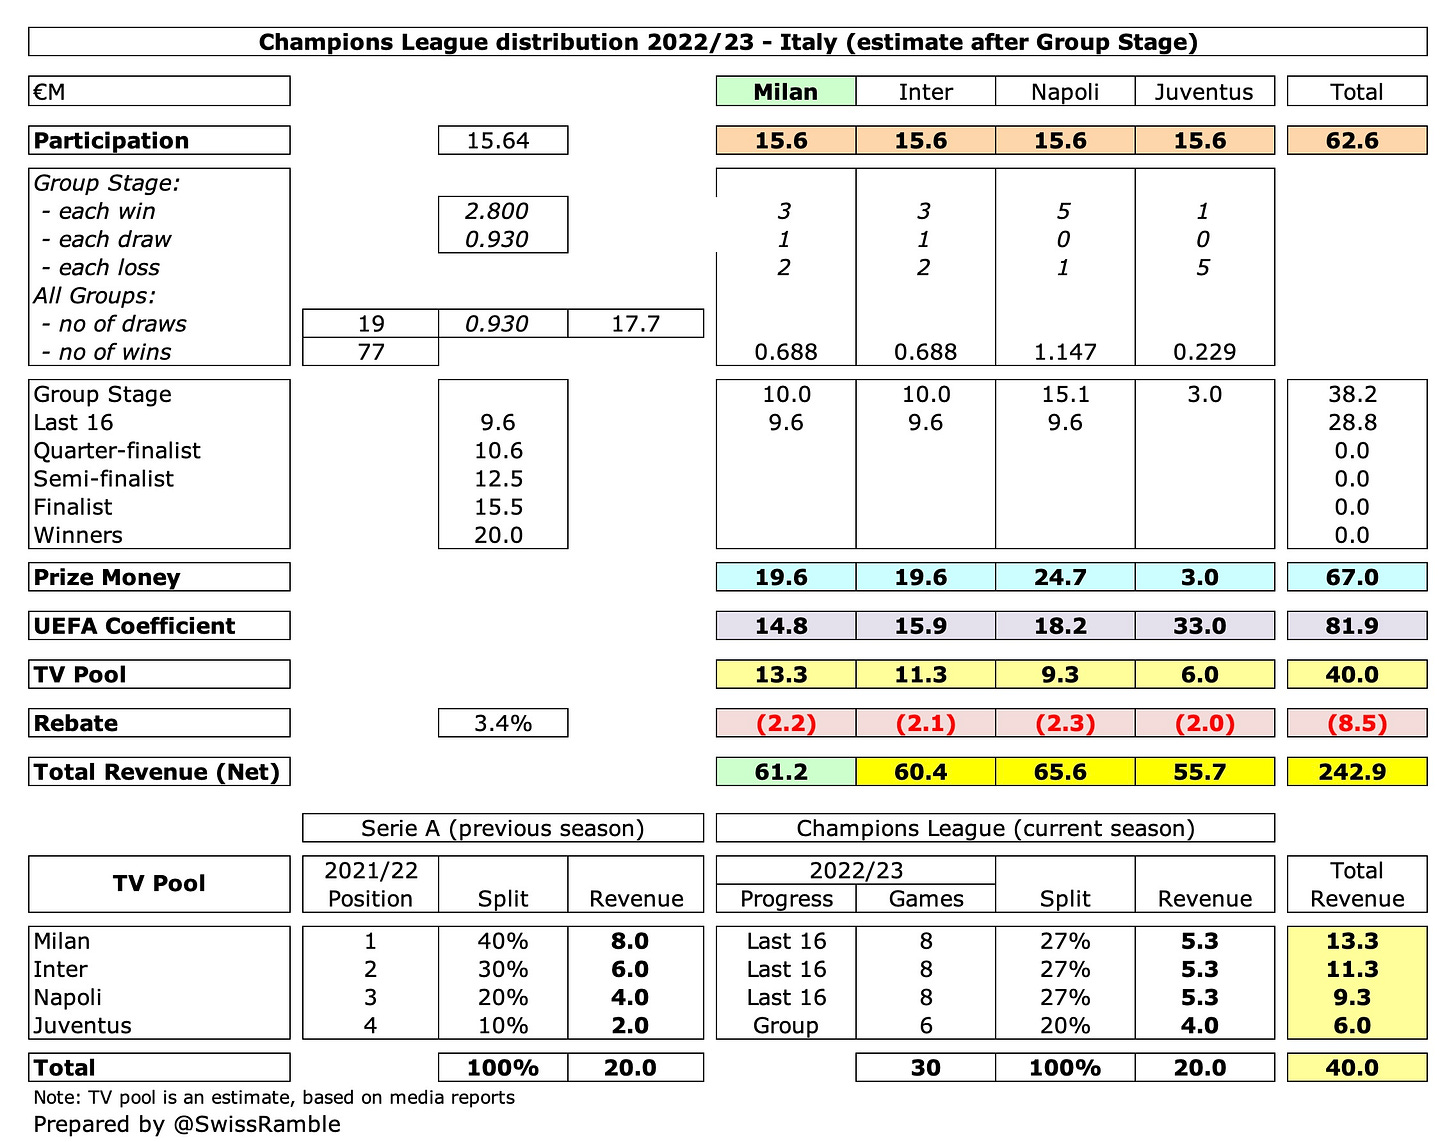 Champions League distribution 2022/23 - Italy (estimate after Group Stage)
€M Milan Inter Napoli Juventus Total
Participation 15.64 15.6 15.6 15.6 15.6 62.6
Group Stage:
- each win 2.800 3 3 5 1
- each draw 0.930 1 1 0 0
- each loss 2 2 1 5
All Groups:
- no of draws 19 0.930 17.7
- no of wins 77 0.688 0.688 1.147 0.229
Group Stage 10.0 10.0 15.1 3.0 38.2
Last 16 9.6 9.6 9.6 9.6 28.8
Quarter-finalist 10.6 0.0
Semi-finalist 12.5 0.0
Finalist 15.5 0.0
Winners 20.0 0.0
Prize Money 19.6 19.6 24.7 3.0 67.0
UEFA Coefficient 14.8 15.9 18.2 33.0 81.9
TV Pool 13.3 11.3 9.3 6.0 40.0
Rebate 3.4% (2.2) (2.1) (2.3) (2.0) (8.5)
Total Revenue (Net) 61.2 60.4 65.6 55.7 242.9
Serie A (previous season) Champions League (current season)
TV Pool 2021/22 2022/23 Total
Position Split Revenue Progress Games Split Revenue Revenue
Milan 1 40% 8.0 Last 16 8 27% 5.3 13.3
Inter 2 30% 6.0 Last 16 8 27% 5.3 11.3
Napoli 3 20% 4.0 Last 16 8 27% 5.3 9.3
Juventus 4 10% 2.0 Group 6 20% 4.0 6.0
Total 100% 20.0 30 100% 20.0 40.0
Note: TV pool is an estimate, based on media reports
Prepared by @SwissRamble